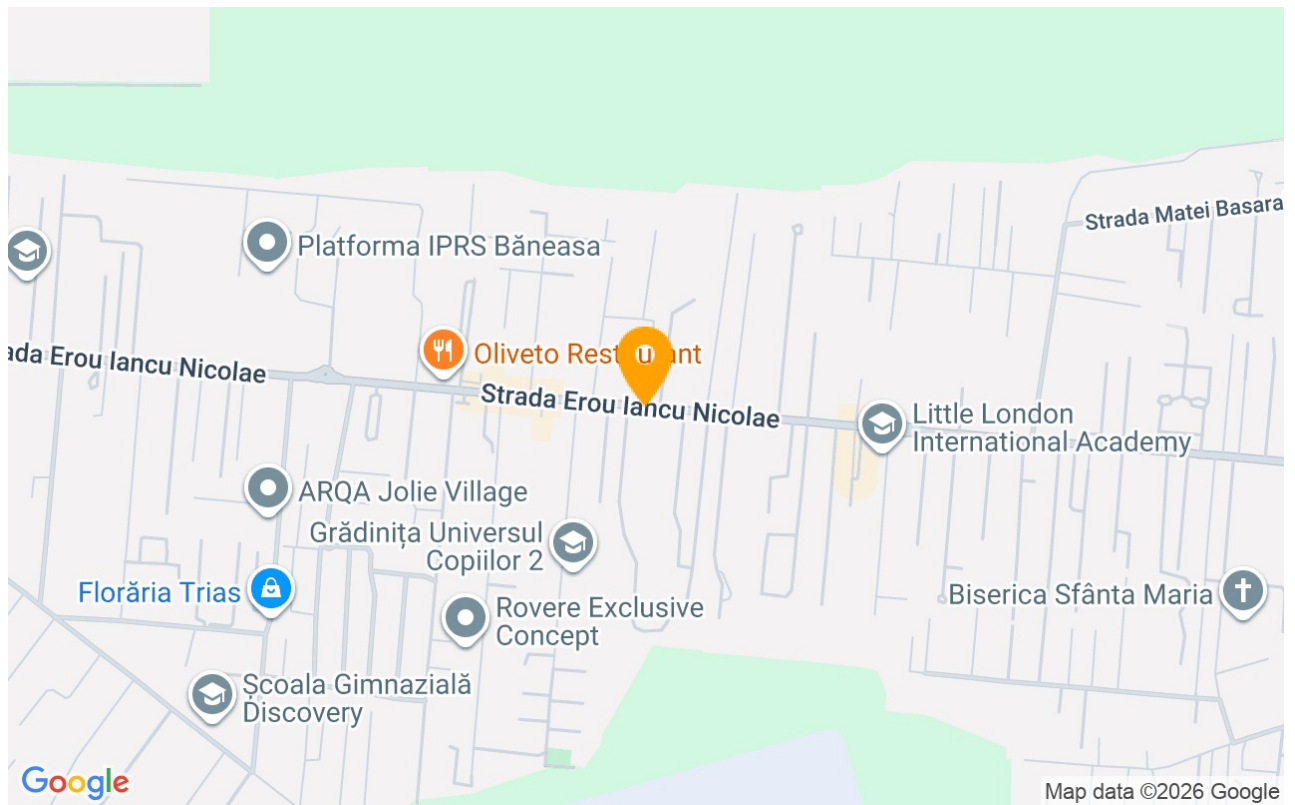 Strada Matei Basara
Platforma IPRS Băneasa
ada Erou Iancu Nicolae
Oliveto Rest u ant
Strada Erou Iancu Nicolae
Little London
International Academy
ARQA Jolie Village
Grădinița Universul
Copiilor 2
Florăria Trias
Biserica Sfânta Maria
Rovere Exclusive
Concept
Școala Gimnazială
Discovery
Google
Map data ©2026 Google